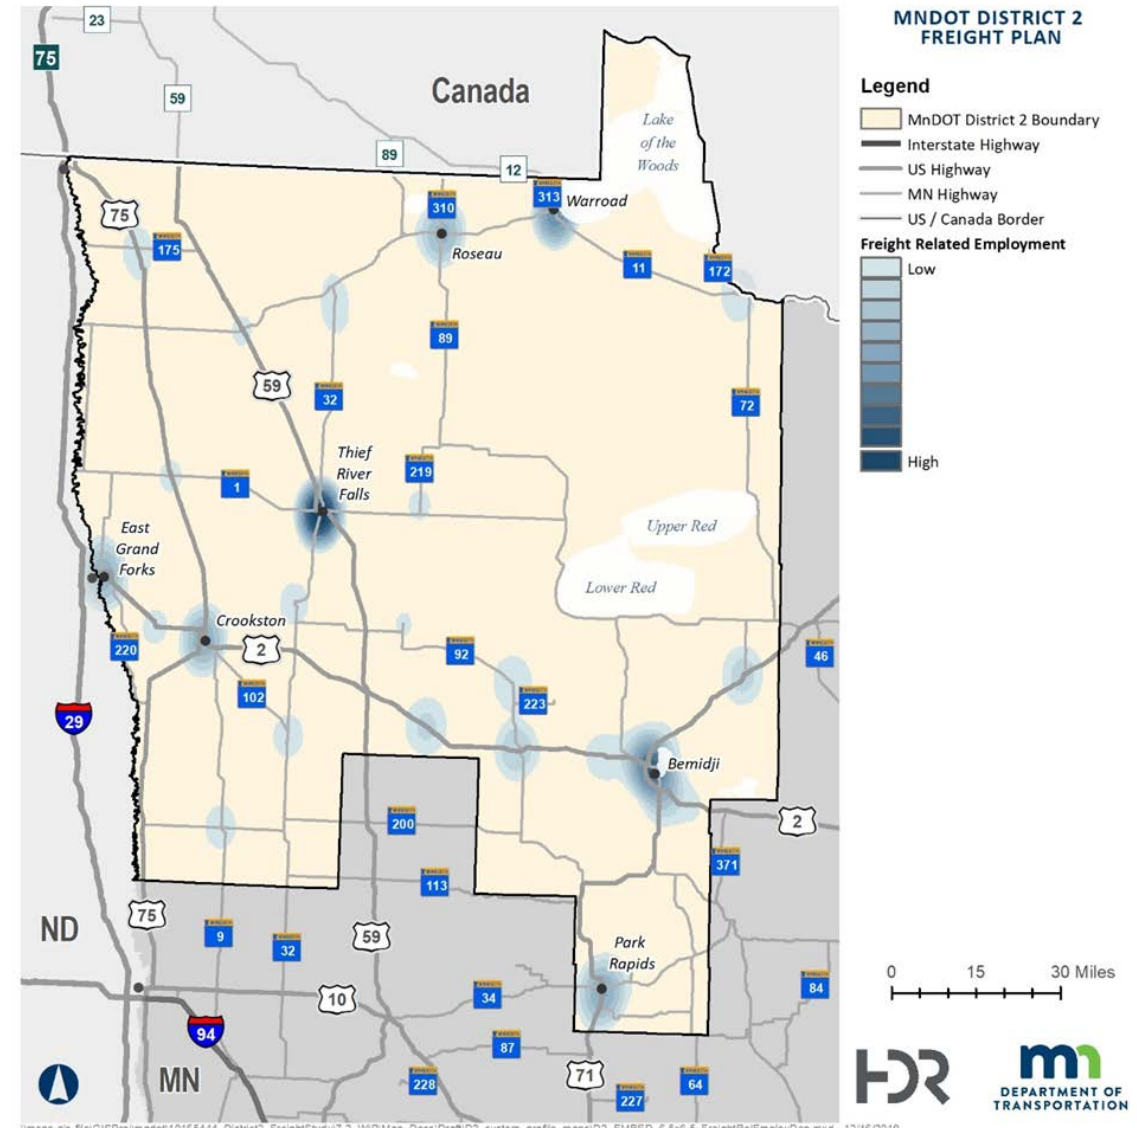 MNDOT DISTRICT 2
FREIGHT PLAN
Legend
MnDOT District 2 Boundary
Interstate Highway
US Highway
MN Highway
US / Canada Border
Freight Related Employment
Low
High
23
75
59
Canada
89
12
Lake
of the
Woods
75
175
310
313
Warroad
Roseau
11
172
89
59
32
72
Thief
River
Falls
219
1
East
Grand
Forks
Upper Red
Lower Red
Crookston
2
220
92
46
102
223
29
Bemidji
200
2
371
113
ND
75
9
32
59
Park
Rapids
10
34
84
94
87
MN
228
71
227
64
0 15 30 Miles
HDR
mn
DEPARTMENT OF
TRANSPORTATION